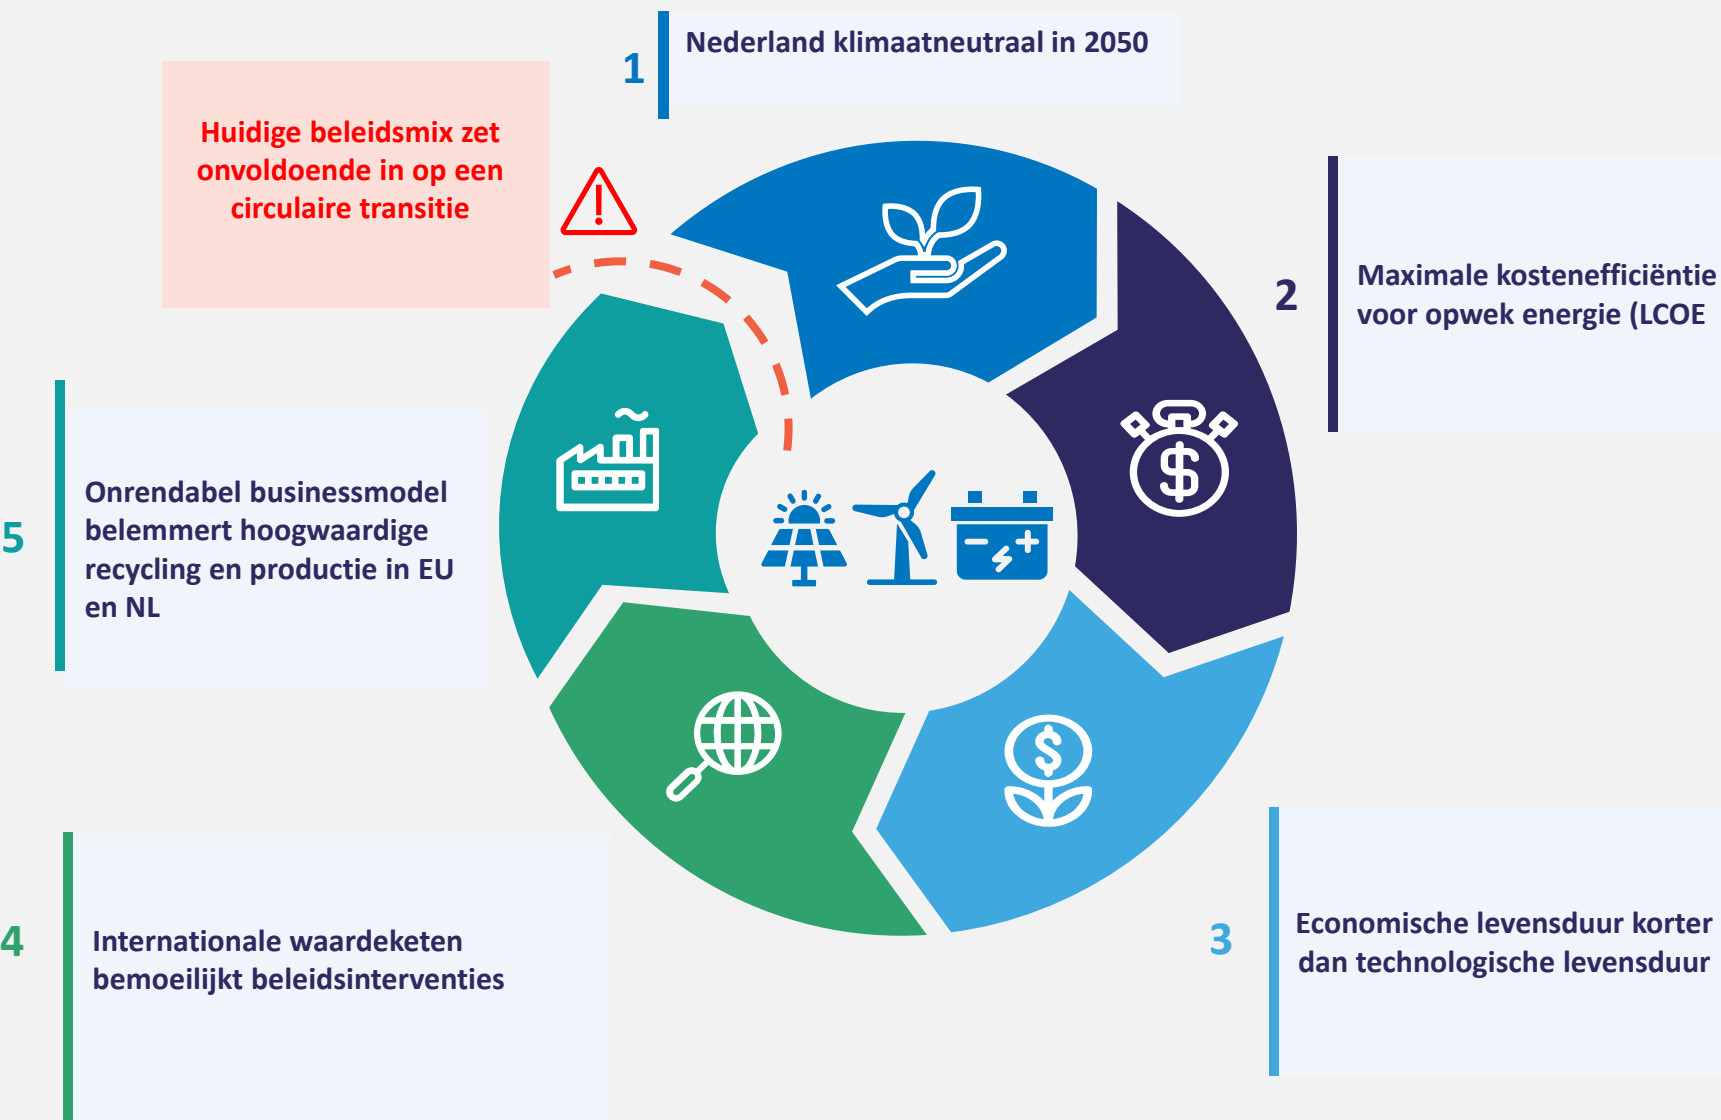 1
Nederland klimaatneutraal in 2050
Huidige beleidsmix zet
onvoldoende in op een
circulaire transitie
2
Maximale kostenefficiëntie
voor opwek energie (LCOE
5
Onrendabel businessmodel
belemmert hoogwaardige
recycling en productie in EU
en NL
4
Internationale waardeketen
bemoeilijkt beleidsinterventies
3
Economische levensduur korter
dan technologische levensduur